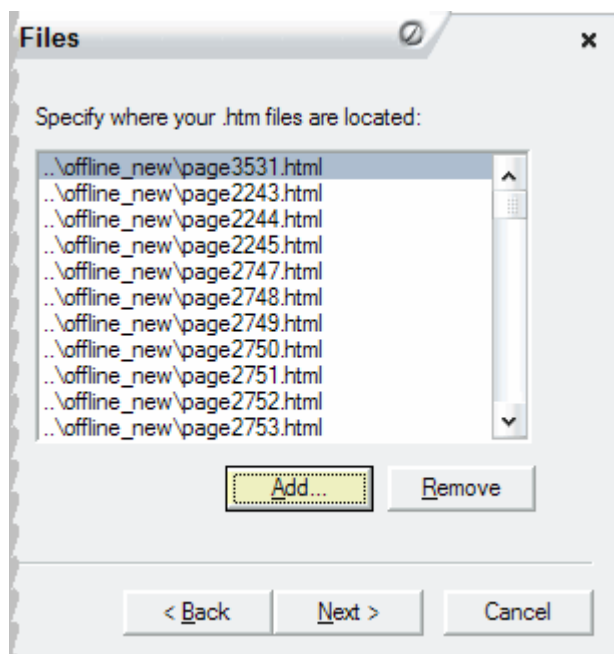 Files
Specify where your .htm files are located:
..\offline_new\page3531.html
..\offline_new\page2243.html
..\offline_new\page2244.html
..\offline_new\page2245.html
..\offline_new\page2747.html
..\offline_new\page2748.html
..\offline_new\page2749.html
..\offline_new\page2750.html
..\offline_new\page2751.html
..\offline_new\page2752.html
..\offline_new\page2753.html
Add... Remove
< Back Next > Cancel